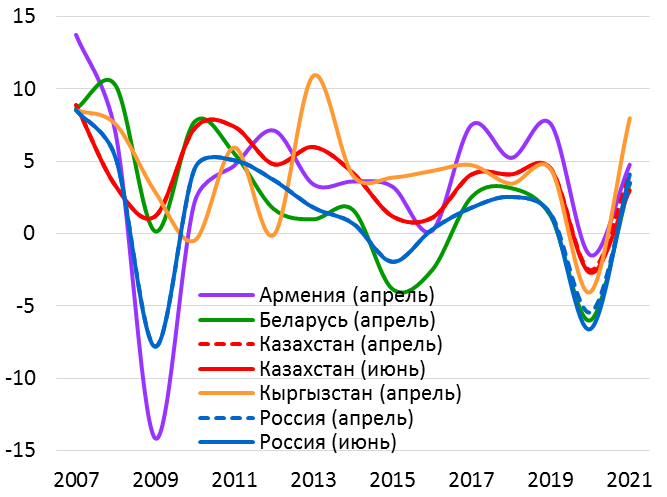 15
10
5
0
-5
-10
-15
Армения (апрель)
Беларусь (апрель)
Казахстан (апрель)
Казахстан (июнь)
Кыргызстан (апрель)
Россия (апрель)
Россия (июнь)
2007 2009 2011 2013 2015 2017 2019 2021